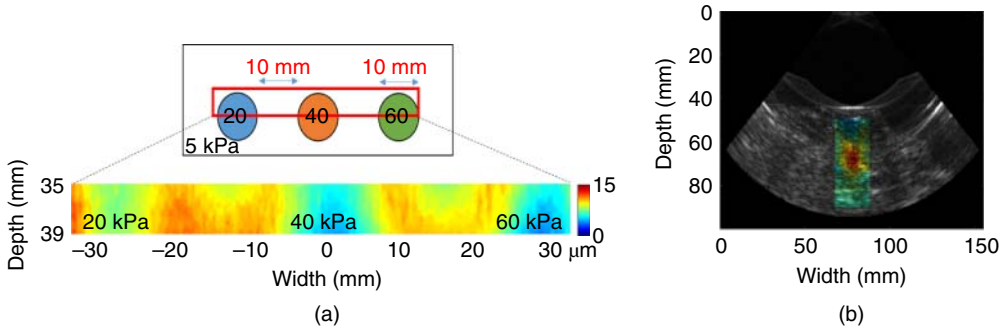 10 mm 10 mm
20 40 60
5 kPa
Depth (mm)
35
39
20 kPa 40 kPa 60 kPa
15
0
μm
–30 –20 –10 0 10 20 30
Width (mm)
(a)
Depth (mm)
0
20
40
60
80
0 50 100 150
Width (mm)
(b)